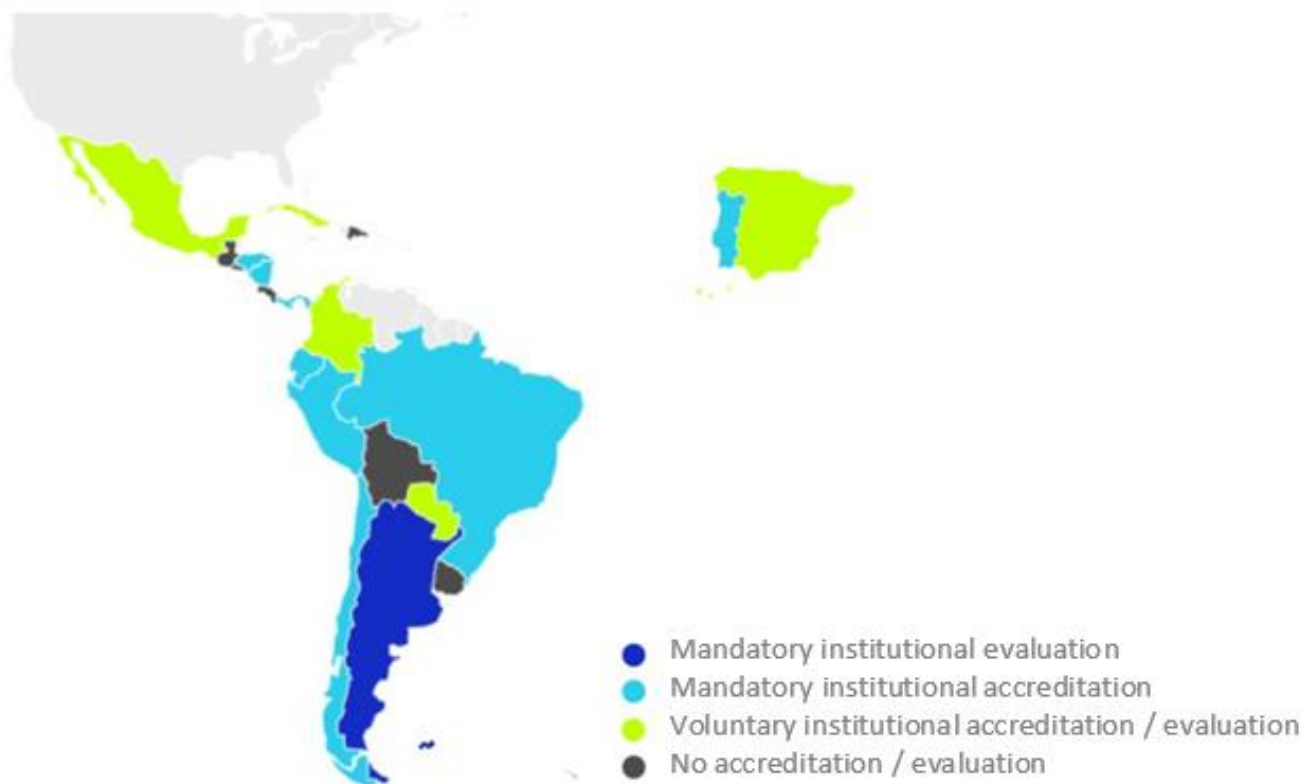 Mandatory institutional evaluation
Mandatory institutional accreditation
Voluntary institutional accreditation / evaluation
No accreditation / evaluation